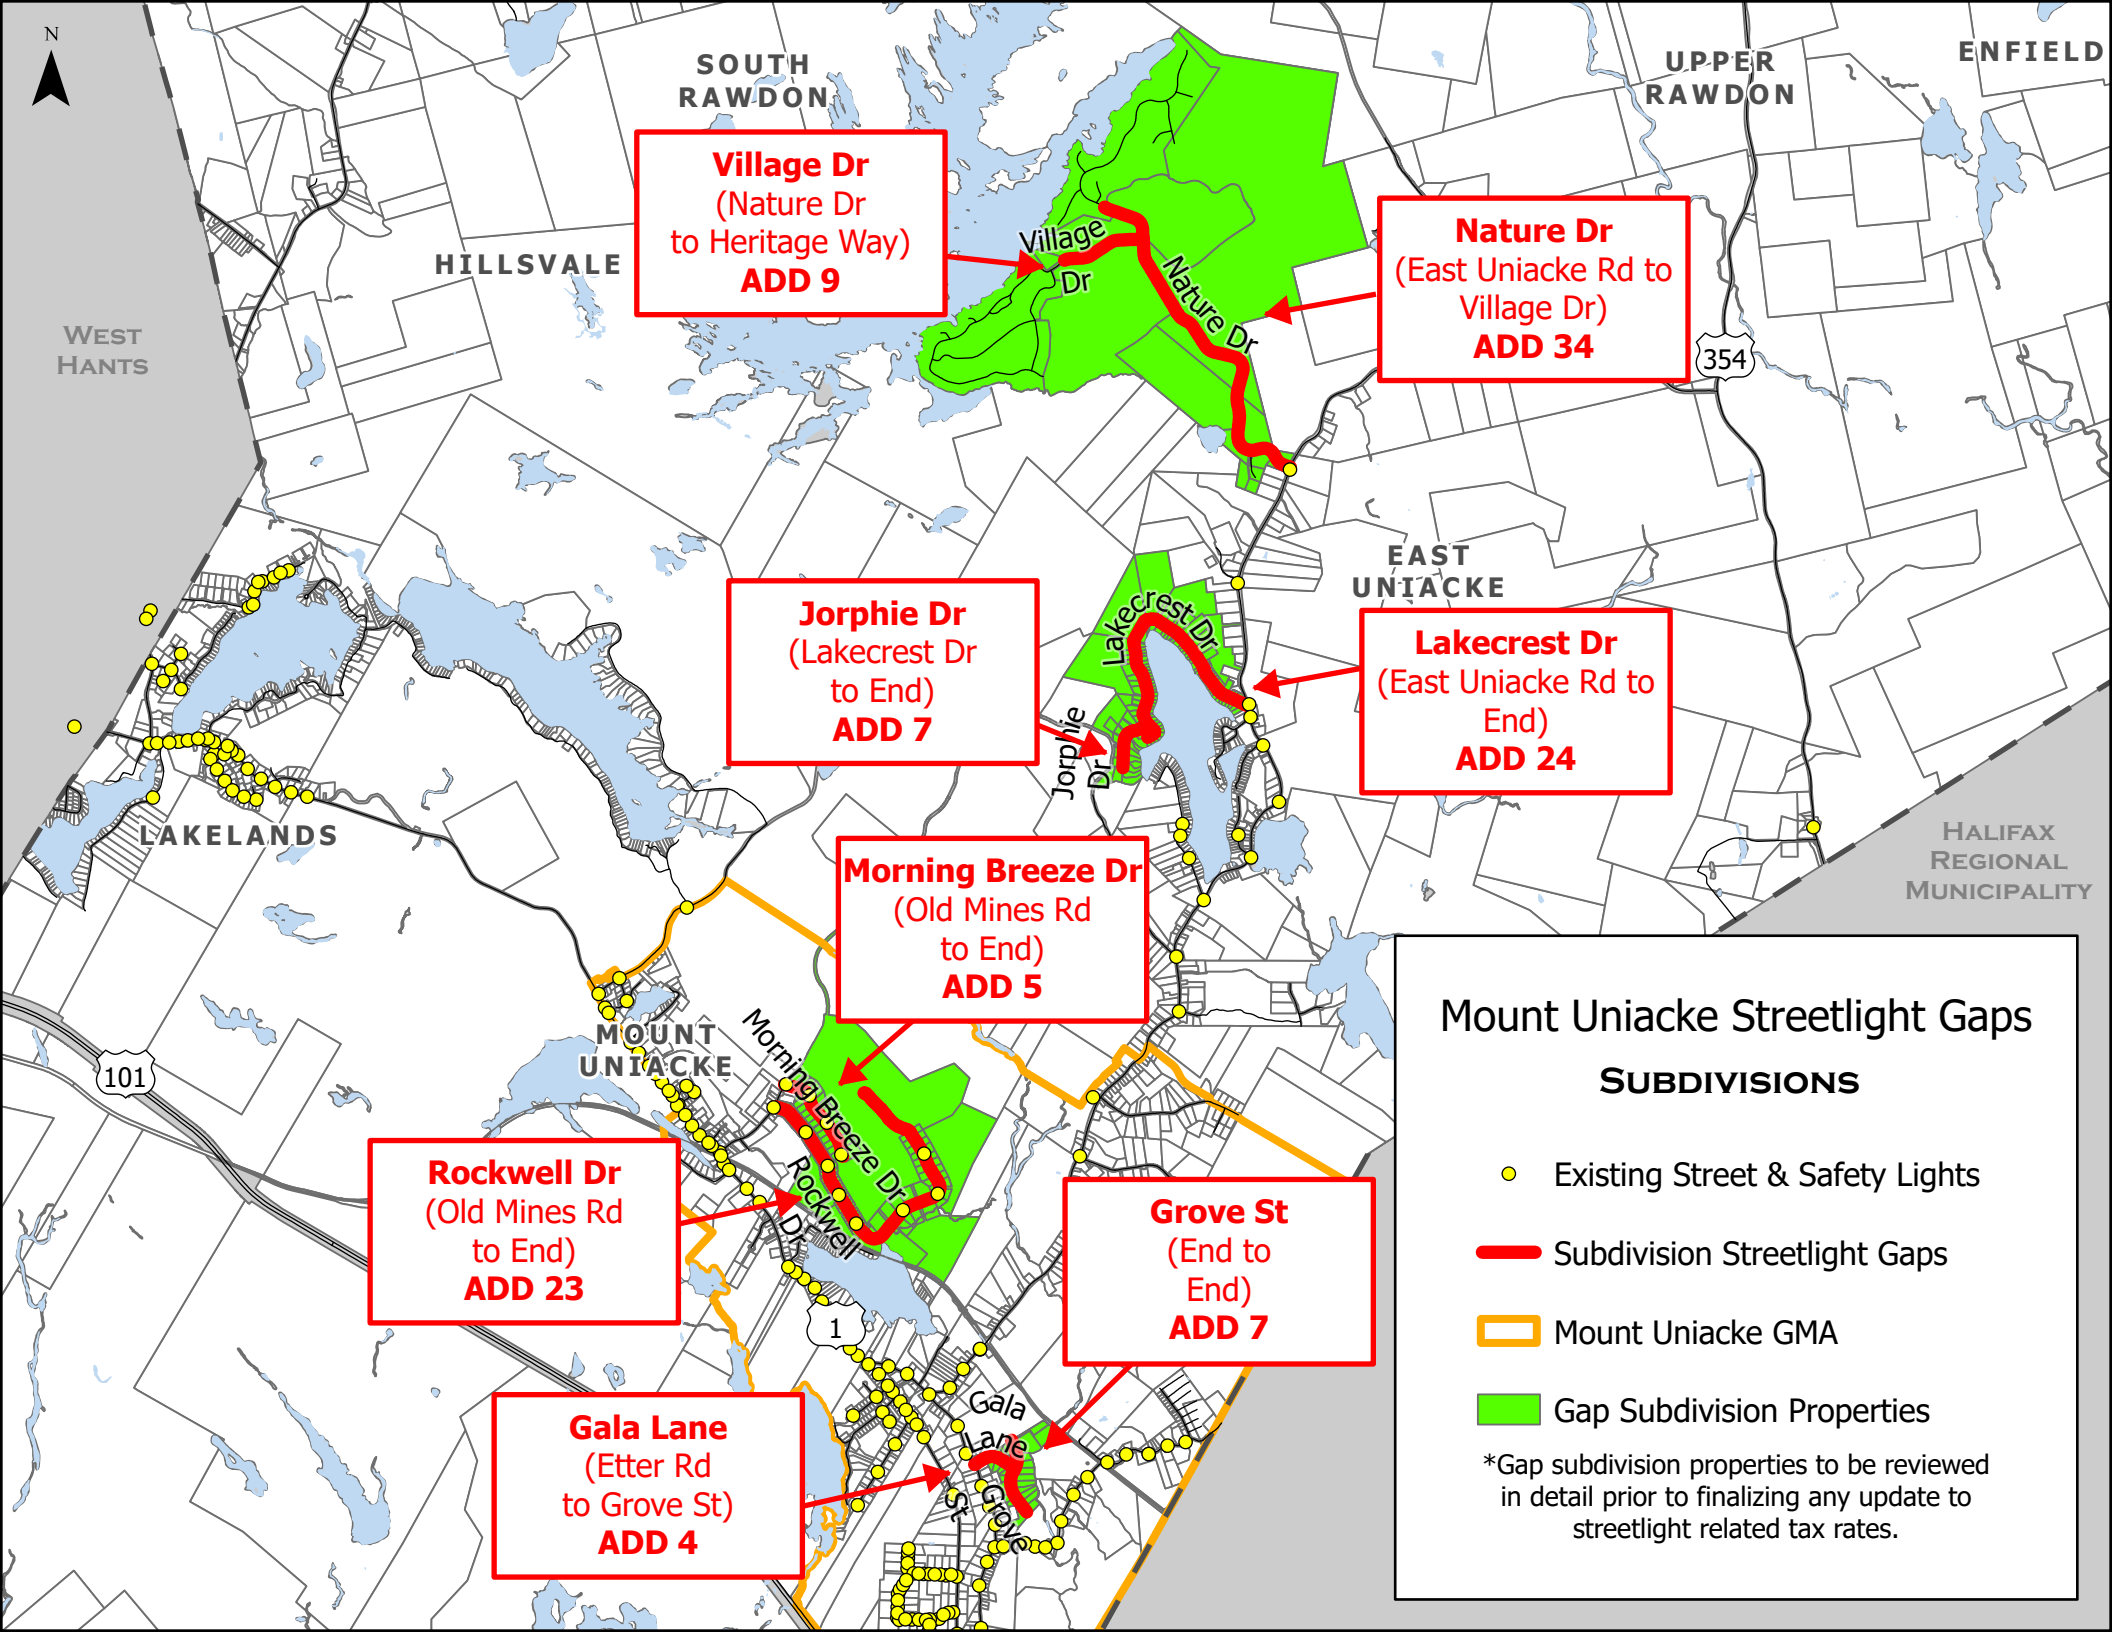 N
SOUTH
RAWDON
UPPER
RAWDON
ENFIELD
Village Dr
(Nature Dr
to Heritage Way)
ADD 9
Nature Dr
(East Uniacke Rd to
Village Dr)
ADD 34
HILLSVALE
Village
Dr
Nature Dr
WEST
HANTS
354
EAST
UNIACKE
Jorphie Dr
(Lakecrest Dr
to End)
ADD 7
Lakecrest Dr
Lakecrest Dr
(East Uniacke Rd to
End)
ADD 24
Jorphie
Dr
LAKELANDS
HALIFAX
REGIONAL
MUNICIPALITY
Morning Breeze Dr
(Old Mines Rd
to End)
ADD 5
MOUNT
UNIACKE
101
Morning Breeze Dr
Rockwell
Dr
Rockwell Dr
(Old Mines Rd
to End)
ADD 23
Grove St
(End to
End)
ADD 7
1
Gala Lane
(Etter Rd
to Grove St)
ADD 4
Gala
Lane
Grove
St
Mount Uniacke Streetlight Gaps
SUBDIVISIONS
Existing Street & Safety Lights
Subdivision Streetlight Gaps
Mount Uniacke GMA
Gap Subdivision Properties
*Gap subdivision properties to be reviewed
in detail prior to finalizing any update to
streetlight related tax rates.